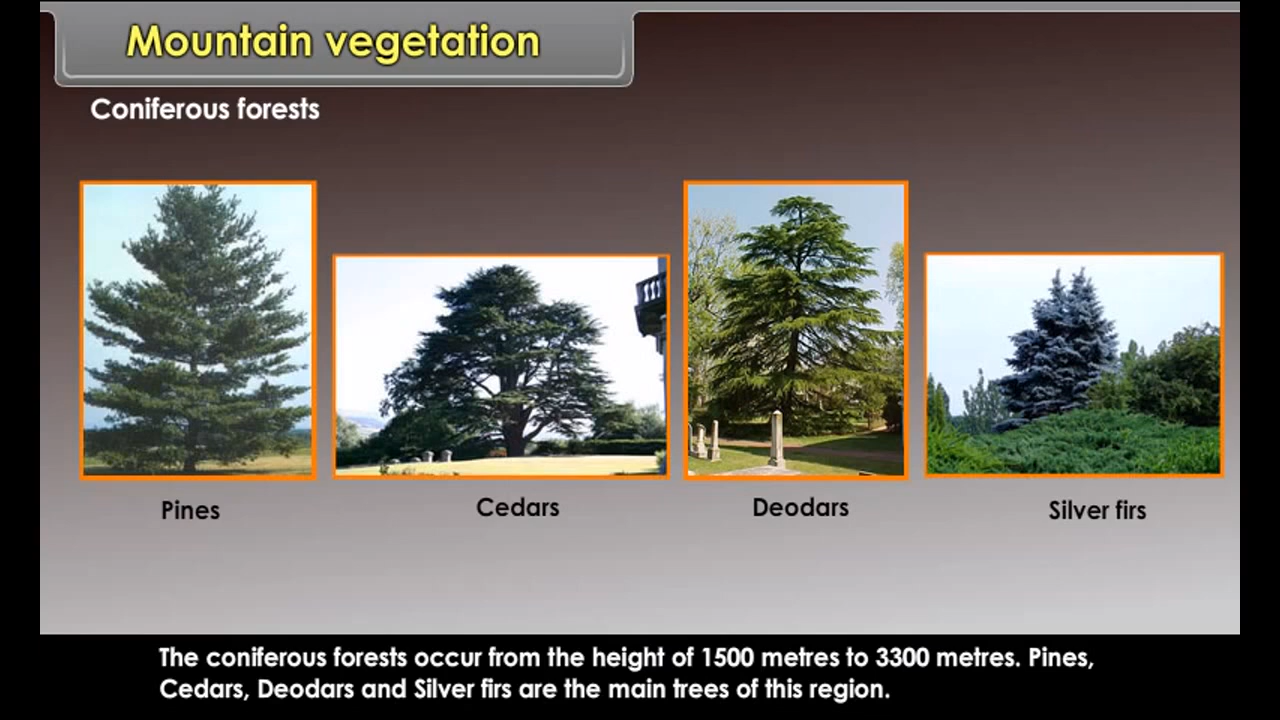 Mountain vegetation
Coniferous forests
Pines
Cedars
Deodars
Silver firs
The coniferous forests occur from the height of 1500 metres to 3300 metres. Pines,
Cedars, Deodars and Silver firs are the main trees of this region.